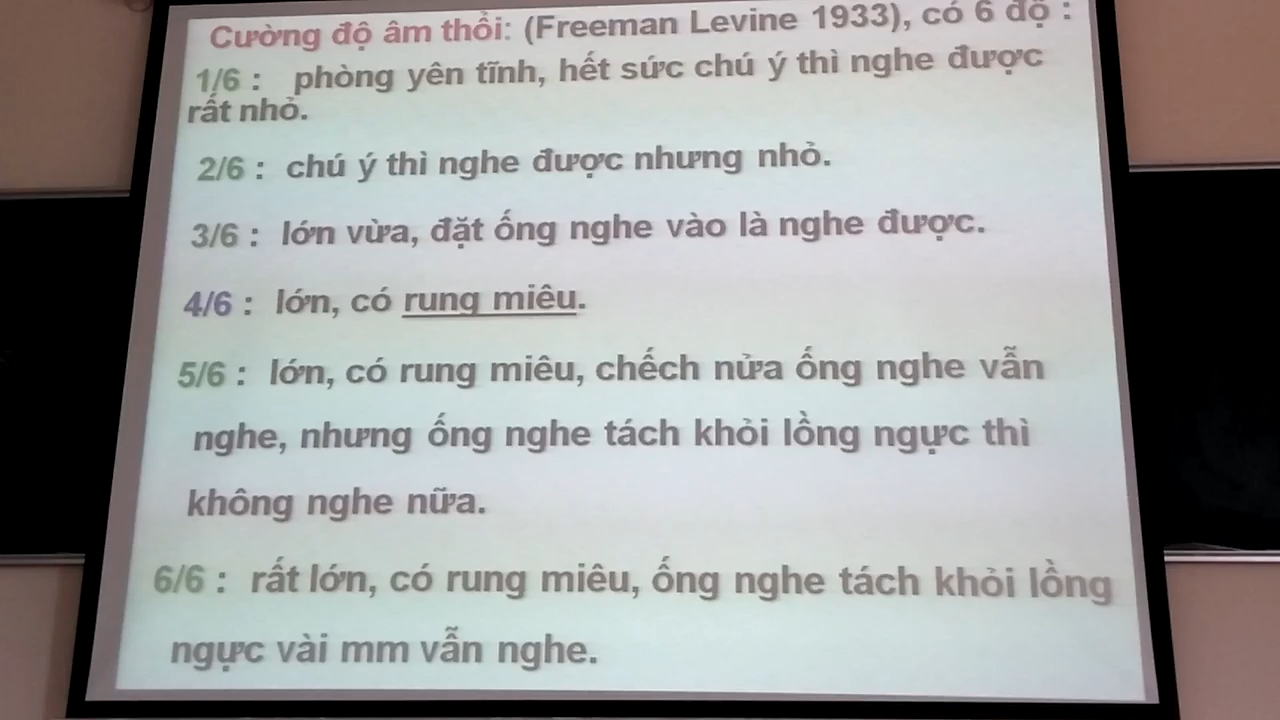 Cường độ âm thổi: (Freeman Levine 1933), có 6 độ :
1/6 : phòng yên tĩnh, hết sức chú ý thì nghe được
rất nhỏ.
2/6 : chú ý thì nghe được nhưng nhỏ.
3/6 : lớn vừa, đặt ống nghe vào là nghe được.
4/6 : lớn, có rung miêu.
5/6 : lớn, có rung miêu, chếch nửa ống nghe vẫn
nghe, nhưng ống nghe tách khỏi lồng ngực thì
không nghe nữa.
6/6 : rất lớn, có rung miêu, ống nghe tách khỏi lồng
ngực vài mm vẫn nghe.